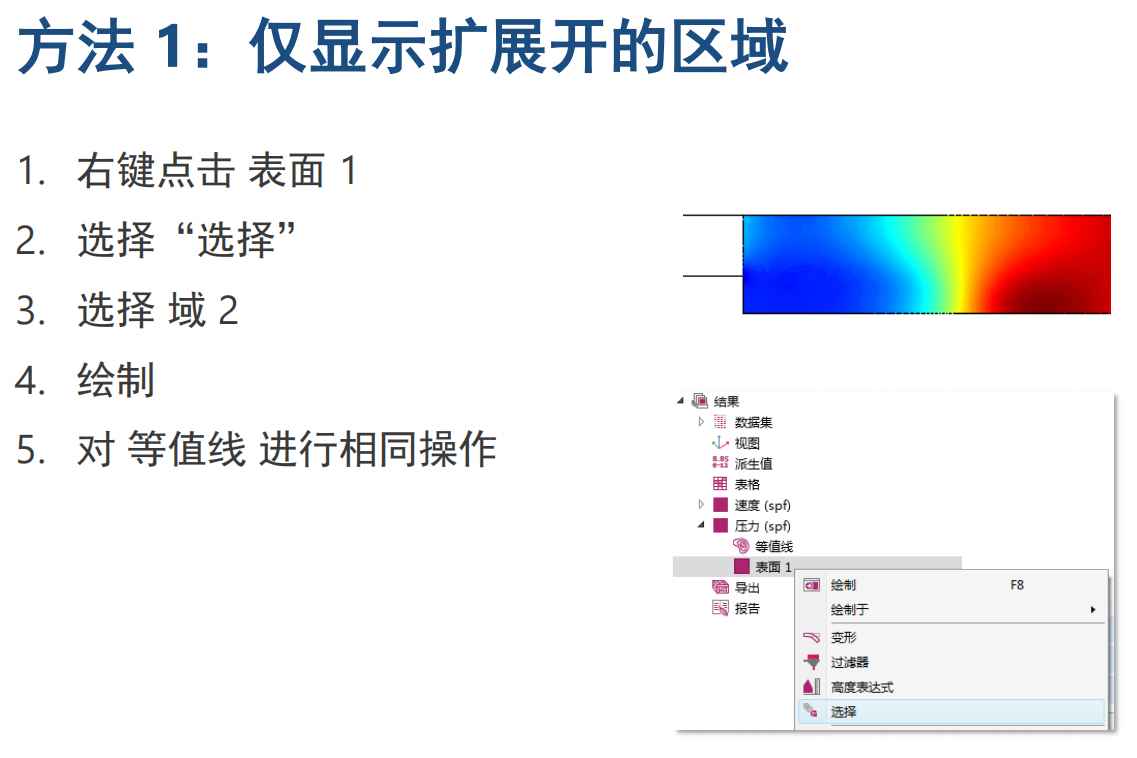 方法 1：仅显示扩展开的区域
1. 右键点击 表面 1
2. 选择“选择”
3. 选择 域 2
4. 绘制
5. 对 等值线 进行相同操作
结果
数据集
视图
8.85
e-12
派生值
表格
速度 (spf)
压力 (spf)
等值线
表面 1
导出
报告
绘制 F8
绘制于
变形
过滤器
高度表达式
选择